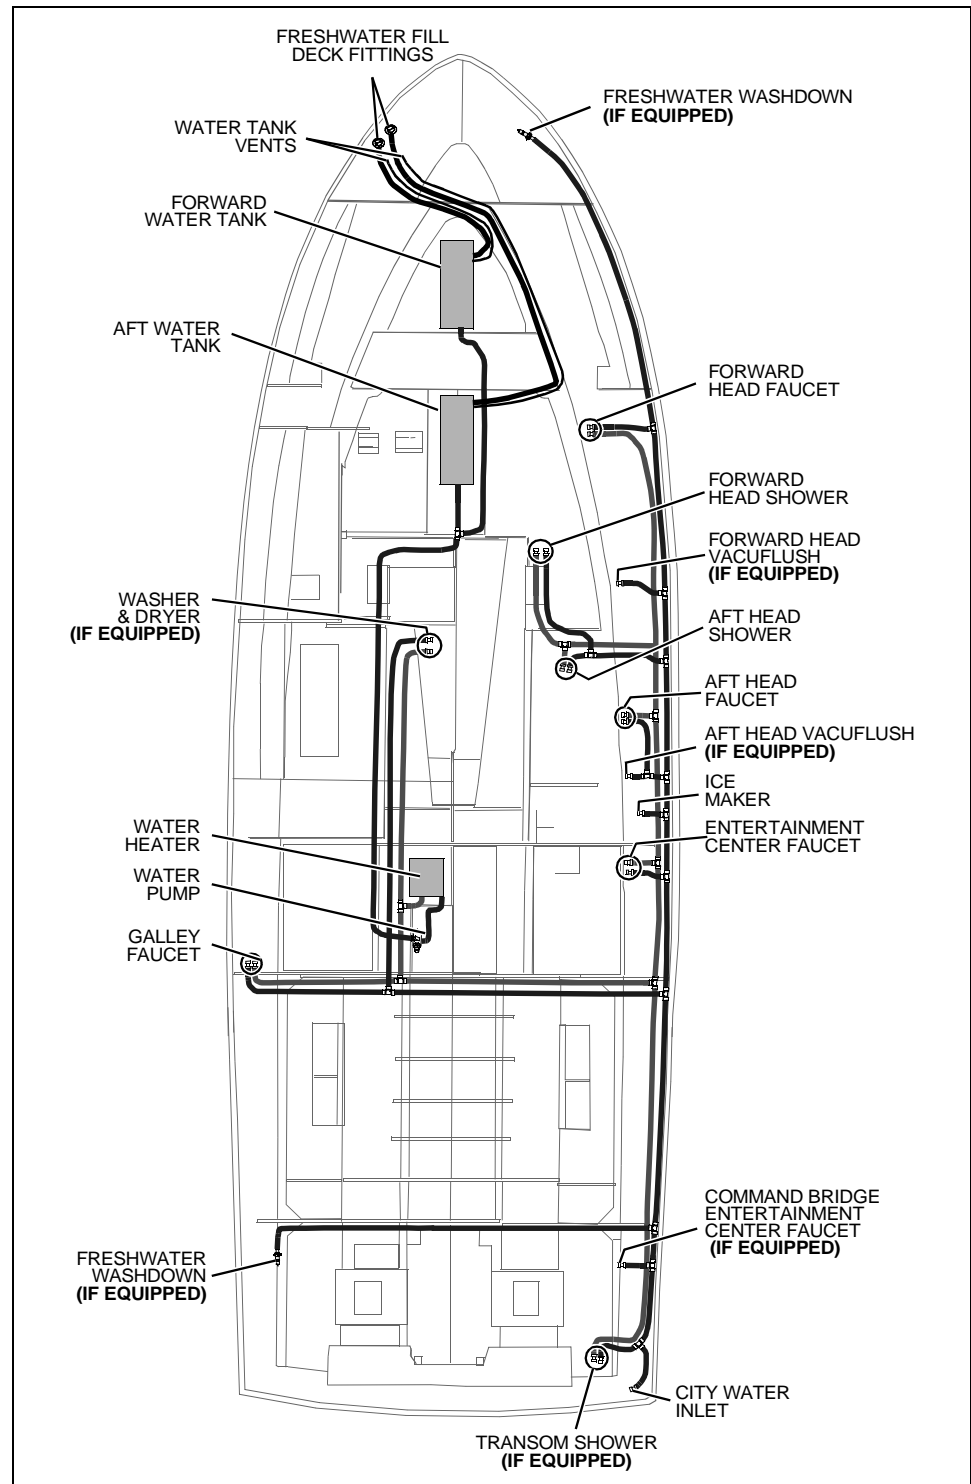 FRESHWATER FILL
DECK FITTINGS
FRESHWATER WASHDOWN
(IF EQUIPPED)
WATER TANK
VENTS
FORWARD
WATER TANK
AFT WATER
TANK
FORWARD
HEAD FAUCET
FORWARD
HEAD SHOWER
FORWARD HEAD
VACUFLUSH
(IF EQUIPPED)
WASHER
& DRYER
(IF EQUIPPED)
AFT HEAD
SHOWER
AFT HEAD
FAUCET
AFT HEAD VACUFLUSH
(IF EQUIPPED)
ICE
MAKER
WATER
HEATER
ENTERTAINMENT
CENTER FAUCET
WATER
PUMP
GALLEY
FAUCET
COMMAND BRIDGE
ENTERTAINMENT
CENTER FAUCET
(IF EQUIPPED)
FRESHWATER
WASHDOWN
(IF EQUIPPED)
CITY WATER
INLET
TRANSOM SHOWER
(IF EQUIPPED)